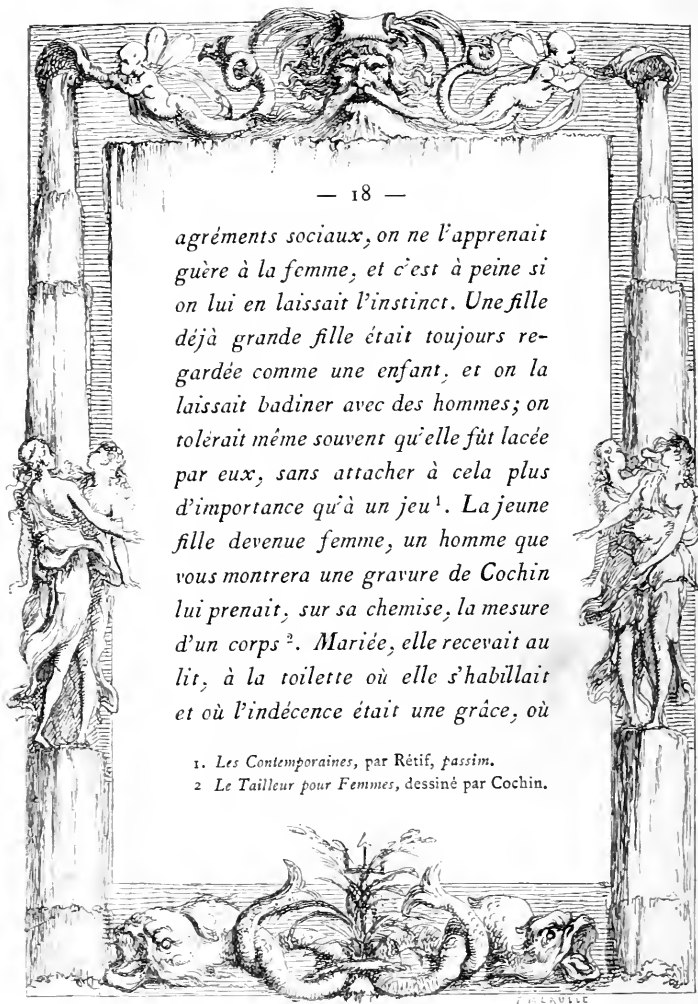 — 18 —
agréments sociaux, on ne l'apprenait
guère à la femme, et c'est à peine si
on lui en laissait l'instinct. Une fille
déjà grande fille était toujours re-
gardée comme une enfant, et on la
laissait badiner avec des hommes; on
tolérait même souvent qu'elle fût lacée
par eux, sans attacher à cela plus
d'importance qu'à un jeu¹. La jeune
fille devenue femme, un homme que
vous montrera une gravure de Cochin
lui prenait, sur sa chemise, la mesure
d'un corps². Mariée, elle recevait au
lit, à la toilette où elle s'habillait
et où l'indécence était une grâce, où
1. Les Contemporaines, par Rétif, passim.
2 Le Tailleur pour Femmes, dessiné par Cochin.